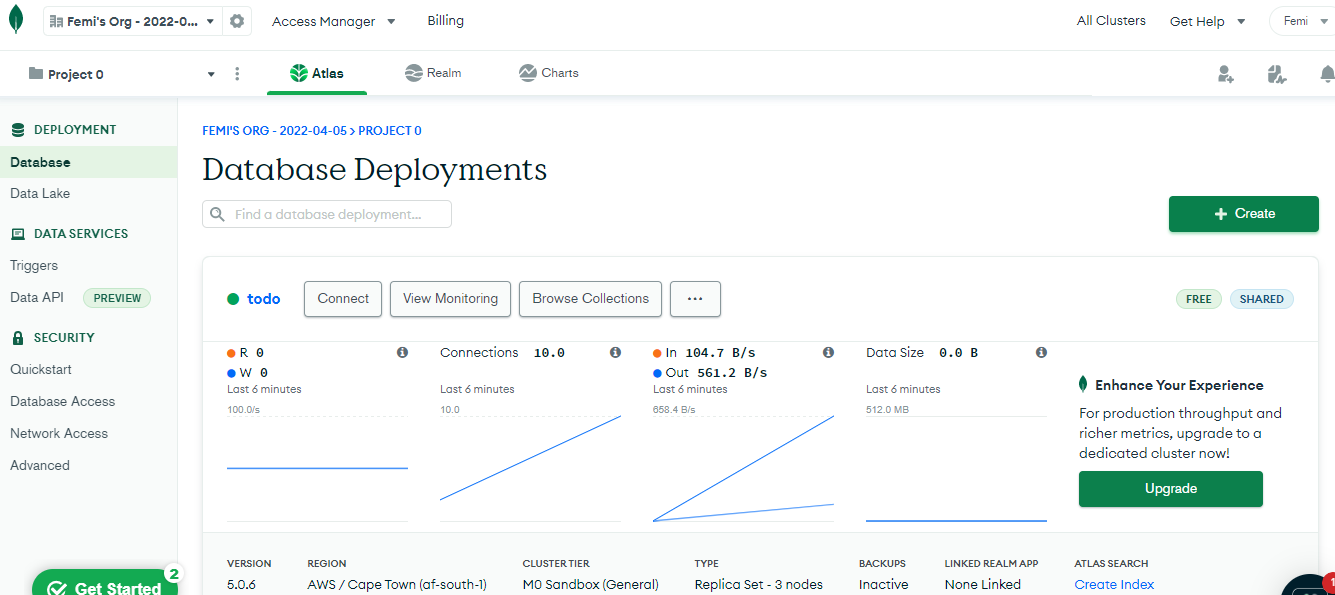 Femi's Org - 2022-0...
Access Manager
Billing
All Clusters
Get Help
Femi
Project 0
Atlas
Realm
Charts
DEPLOYMENT
Database
Data Lake
DATA SERVICES
Triggers
Data API PREVIEW
SECURITY
Quickstart
Database Access
Network Access
Advanced
Get Started 2
FEMI'S ORG - 2022-04-05 > PROJECT 0
Database Deployments
Find a database deployment...
+ Create
todo
Connect
View Monitoring
Browse Collections
...
FREE
SHARED
R 0
W 0
Last 6 minutes
100.0/s
Connections 10.0
Last 6 minutes
10.0
In 104.7 B/s
Out 561.2 B/s
Last 6 minutes
658.4 B/s
Data Size 0.0 B
Last 6 minutes
512.0 MB
Enhance Your Experience
For production throughput and
richer metrics, upgrade to a
dedicated cluster now!
Upgrade
VERSION
5.0.6
REGION
AWS / Cape Town (af-south-1)
CLUSTER TIER
M0 Sandbox (General)
TYPE
Replica Set - 3 nodes
BACKUPS
Inactive
LINKED REALM APP
None Linked
ATLAS SEARCH
Create Index
1